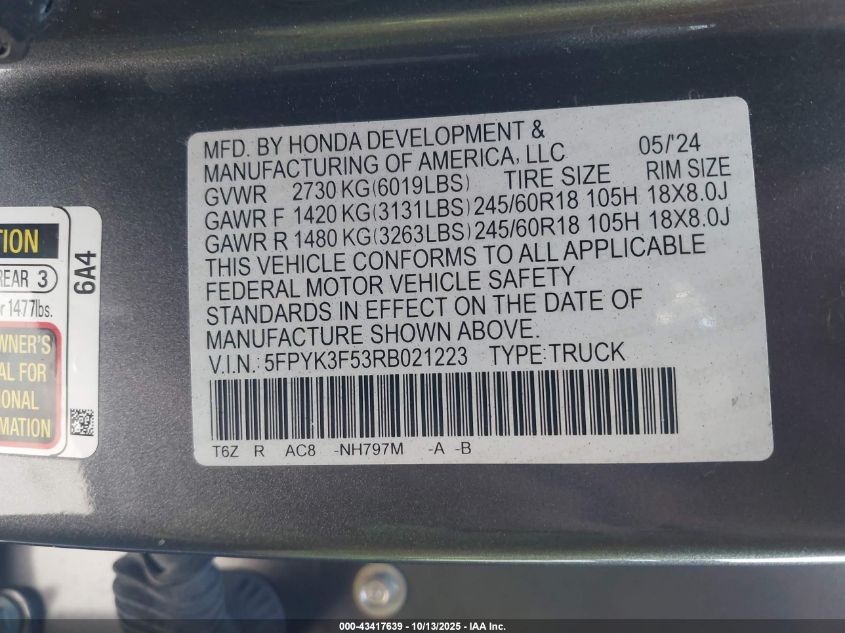 MFD. BY HONDA DEVELOPMENT &
MANUFACTURING OF AMERICA, LLC 05/'24
GVWR 2730 KG(6019LBS) TIRE SIZE RIM SIZE
GAWR F 1420 KG(3131LBS) 245/60R18 105H 18X8.0J
GAWR R 1480 KG(3263LBS) 245/60R18 105H 18X8.0J
THIS VEHICLE CONFORMS TO ALL APPLICABLE
FEDERAL MOTOR VEHICLE SAFETY
STANDARDS IN EFFECT ON THE DATE OF
MANUFACTURE SHOWN ABOVE.
V.I.N.: 5FPYK3F53RB021223 TYPE:TRUCK
T6Z R AC8 -NH797M -A -B
TION
REAR 3
r 1477lbs.
WNER'S
AL FOR
IONAL
RMATION
6A4
000-43417639 - 10/13/2025 - IAA Inc.